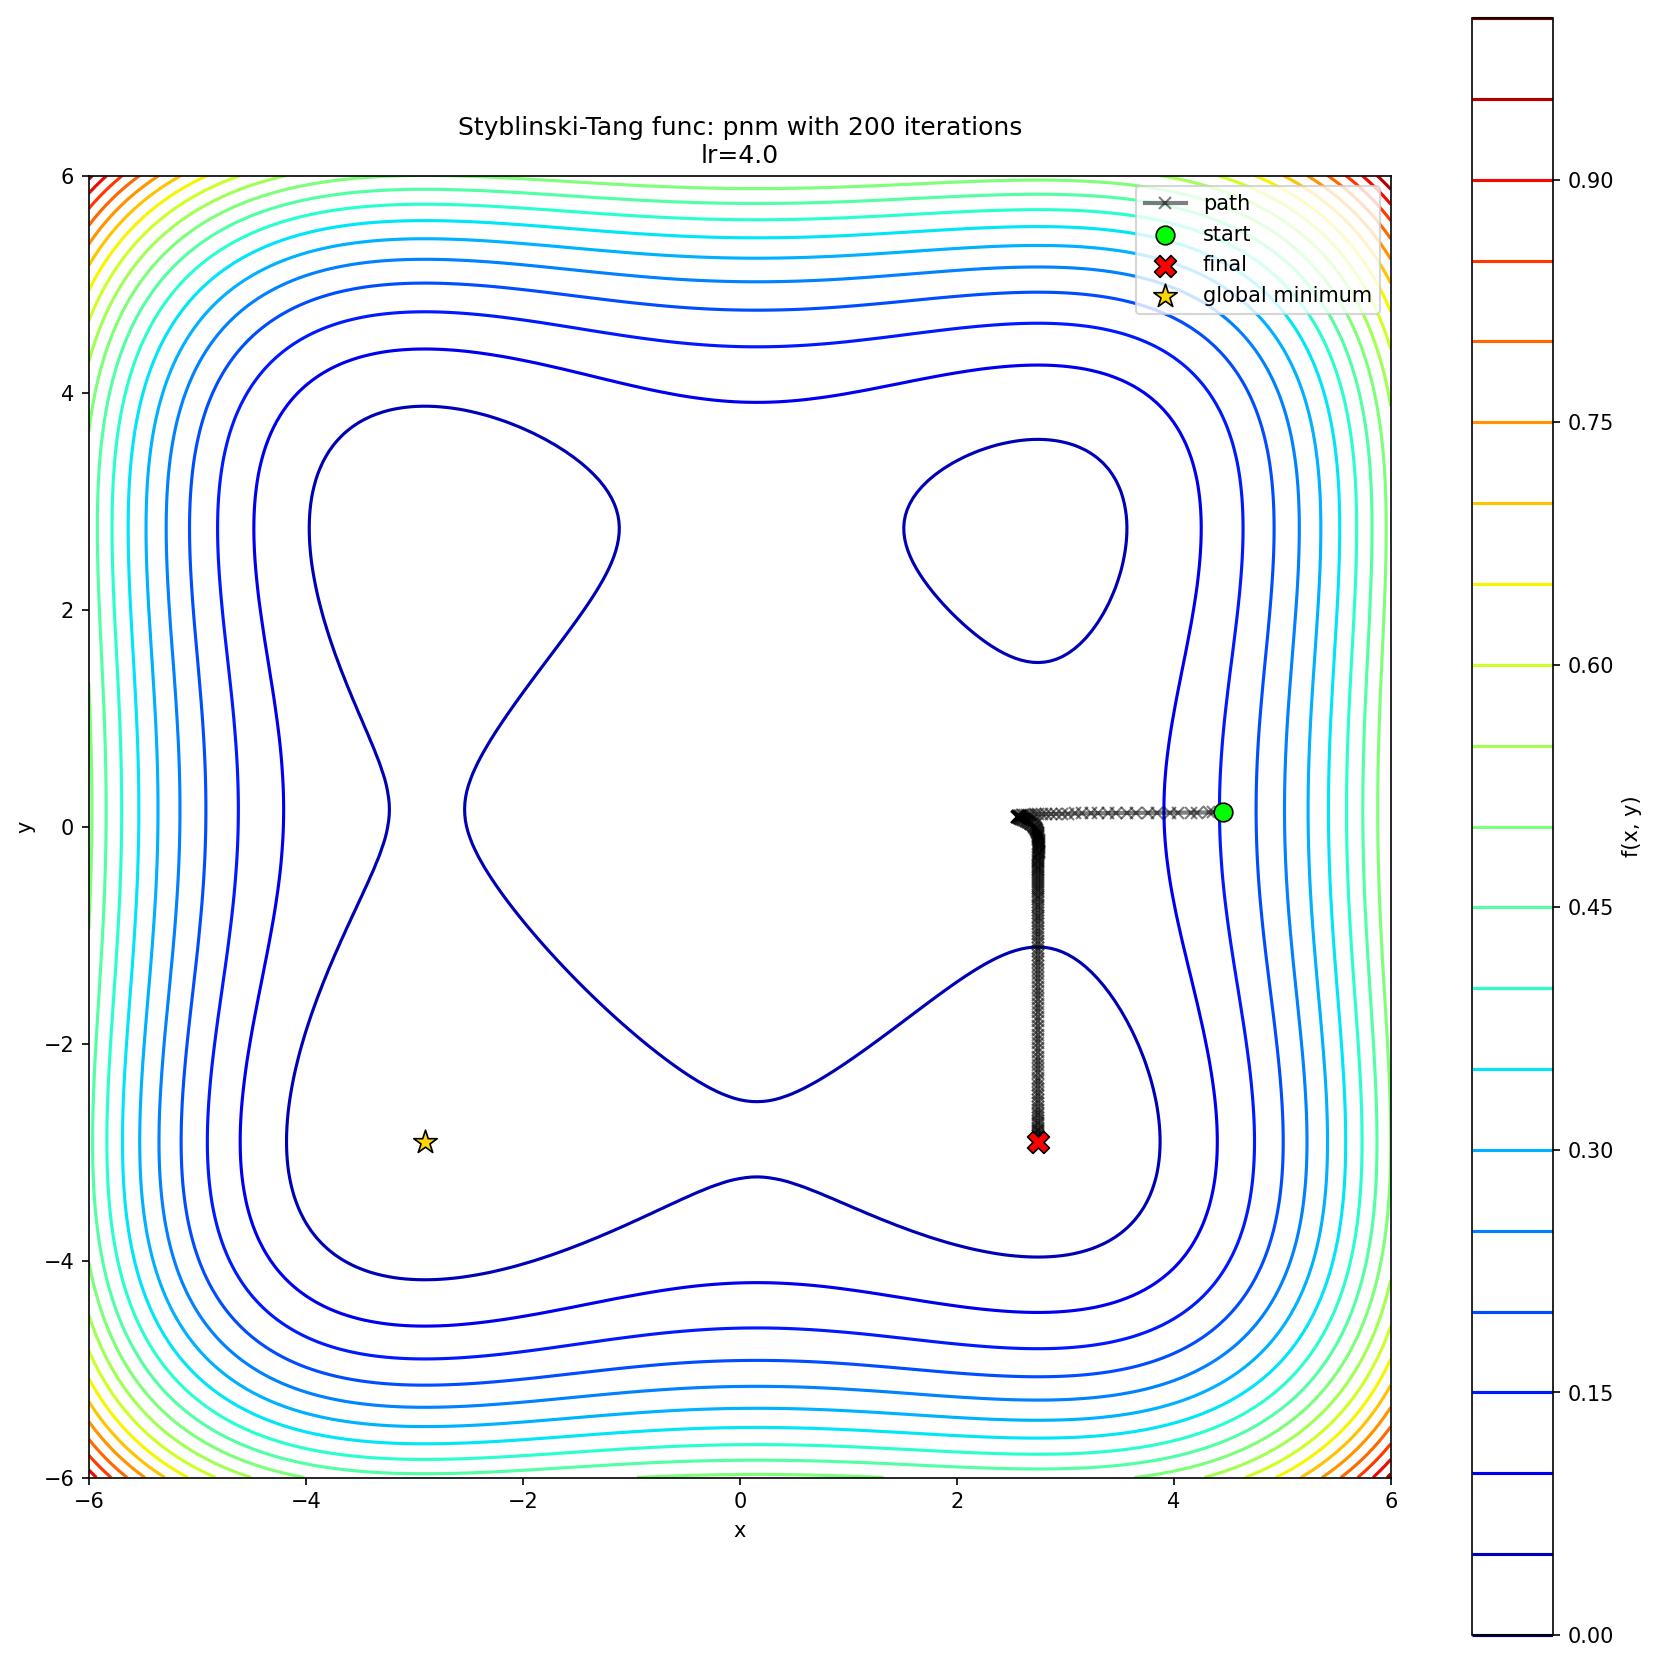 Styblinski-Tang func: pnm with 200 iterations
lr=4.0
path
start
final
global minimum
6
4
2
0
−2
−4
−6
−6
−4
−2
0
2
4
6
x
y
0.90
0.75
0.60
0.45
0.30
0.15
0.00
f(x, y)